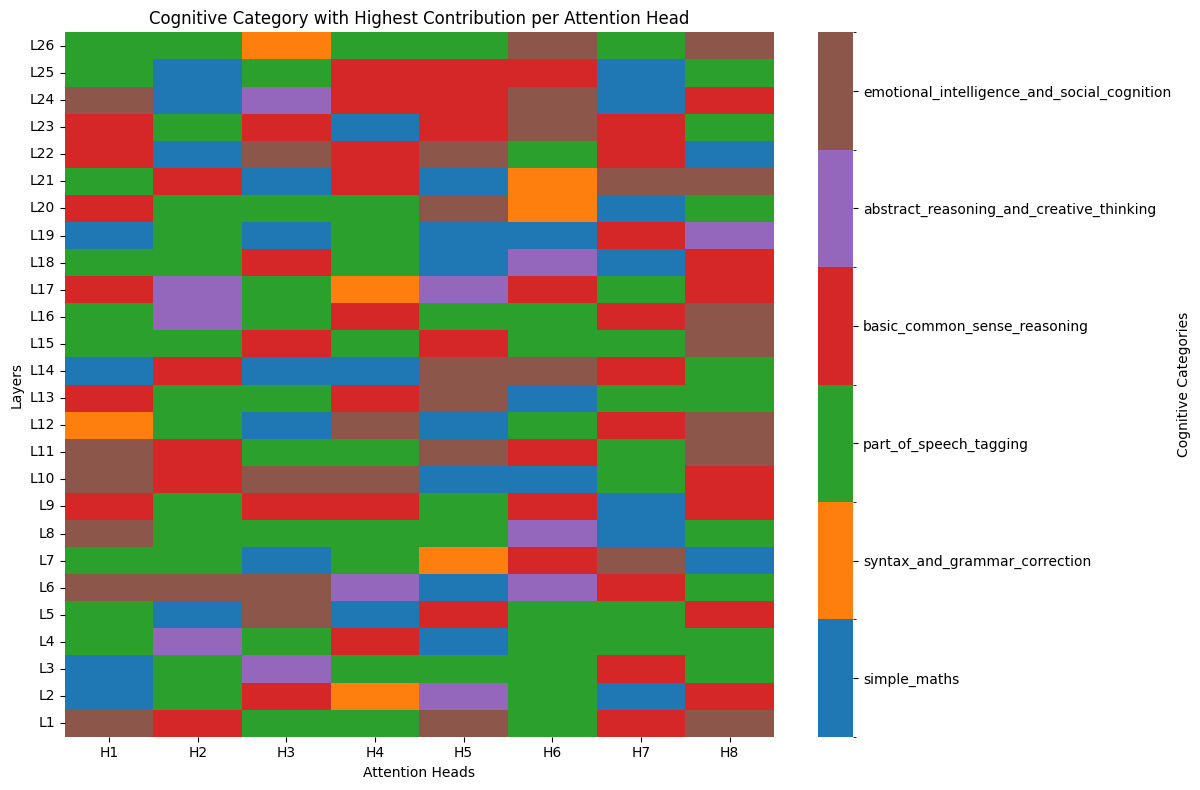 Cognitive Category with Highest Contribution per Attention Head
L26
L25
L24
L23
L22
L21
L20
L19
L18
L17
L16
L15
L14
L13
L12
L11
L10
L9
L8
L7
L6
L5
L4
L3
L2
L1
Layers
H1 H2 H3 H4 H5 H6 H7 H8
Attention Heads
emotional_intelligence_and_social_cognition
abstract_reasoning_and_creative_thinking
basic_common_sense_reasoning
part_of_speech_tagging
syntax_and_grammar_correction
simple_maths
Cognitive Categories